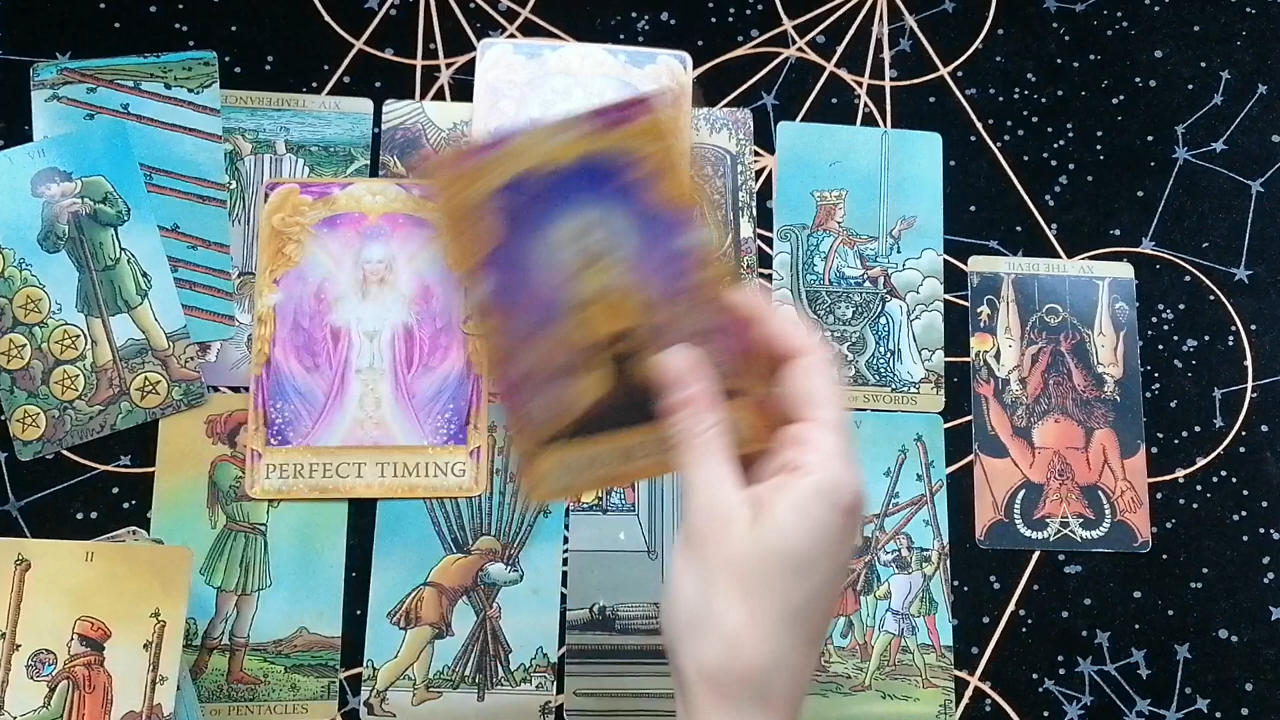 XIV • TEMPERANCE
VII
PERFECT TIMING
OF SWORDS
XV • THE DEVIL
V
II
OF PENTACLES